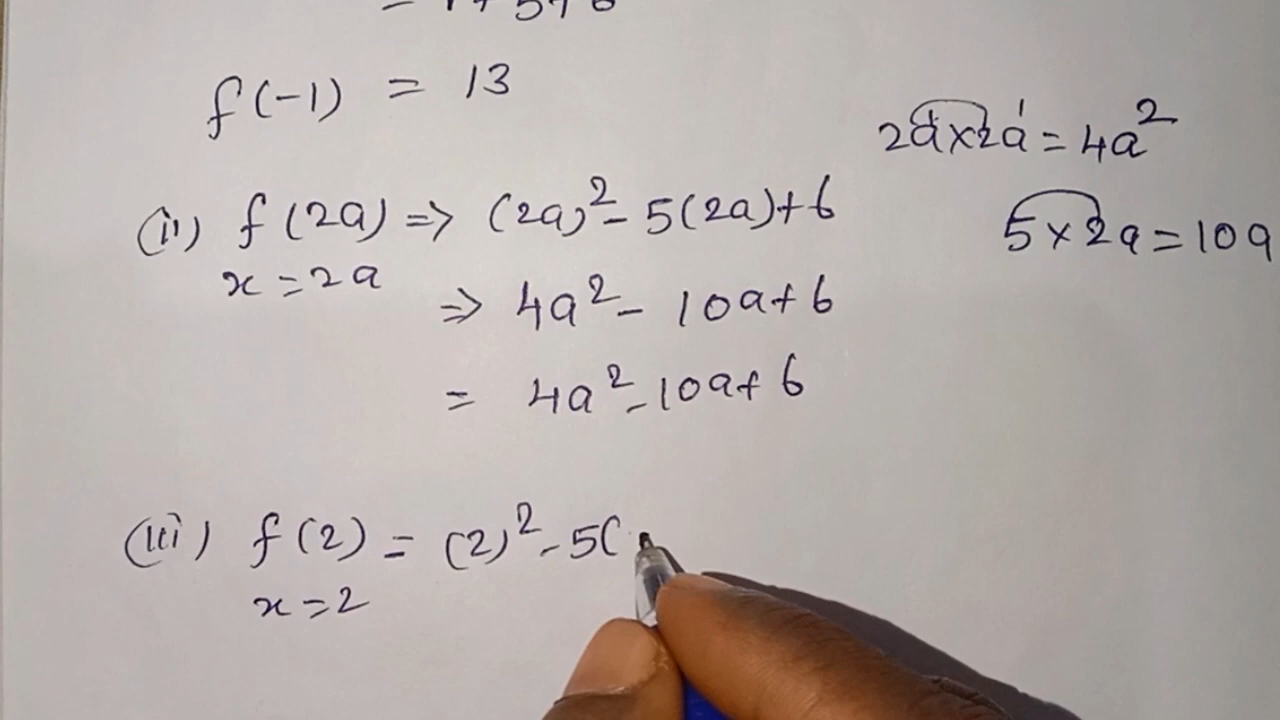 f(-1) = 13
2a×2a = 4a²
(ii) f(2a) ⇒ (2a)² - 5(2a)+6
5×2a = 10a
x = 2a
⇒ 4a² - 10a+6
= 4a² - 10a+6
(iii) f(2) = (2)² - 5(
x = 2